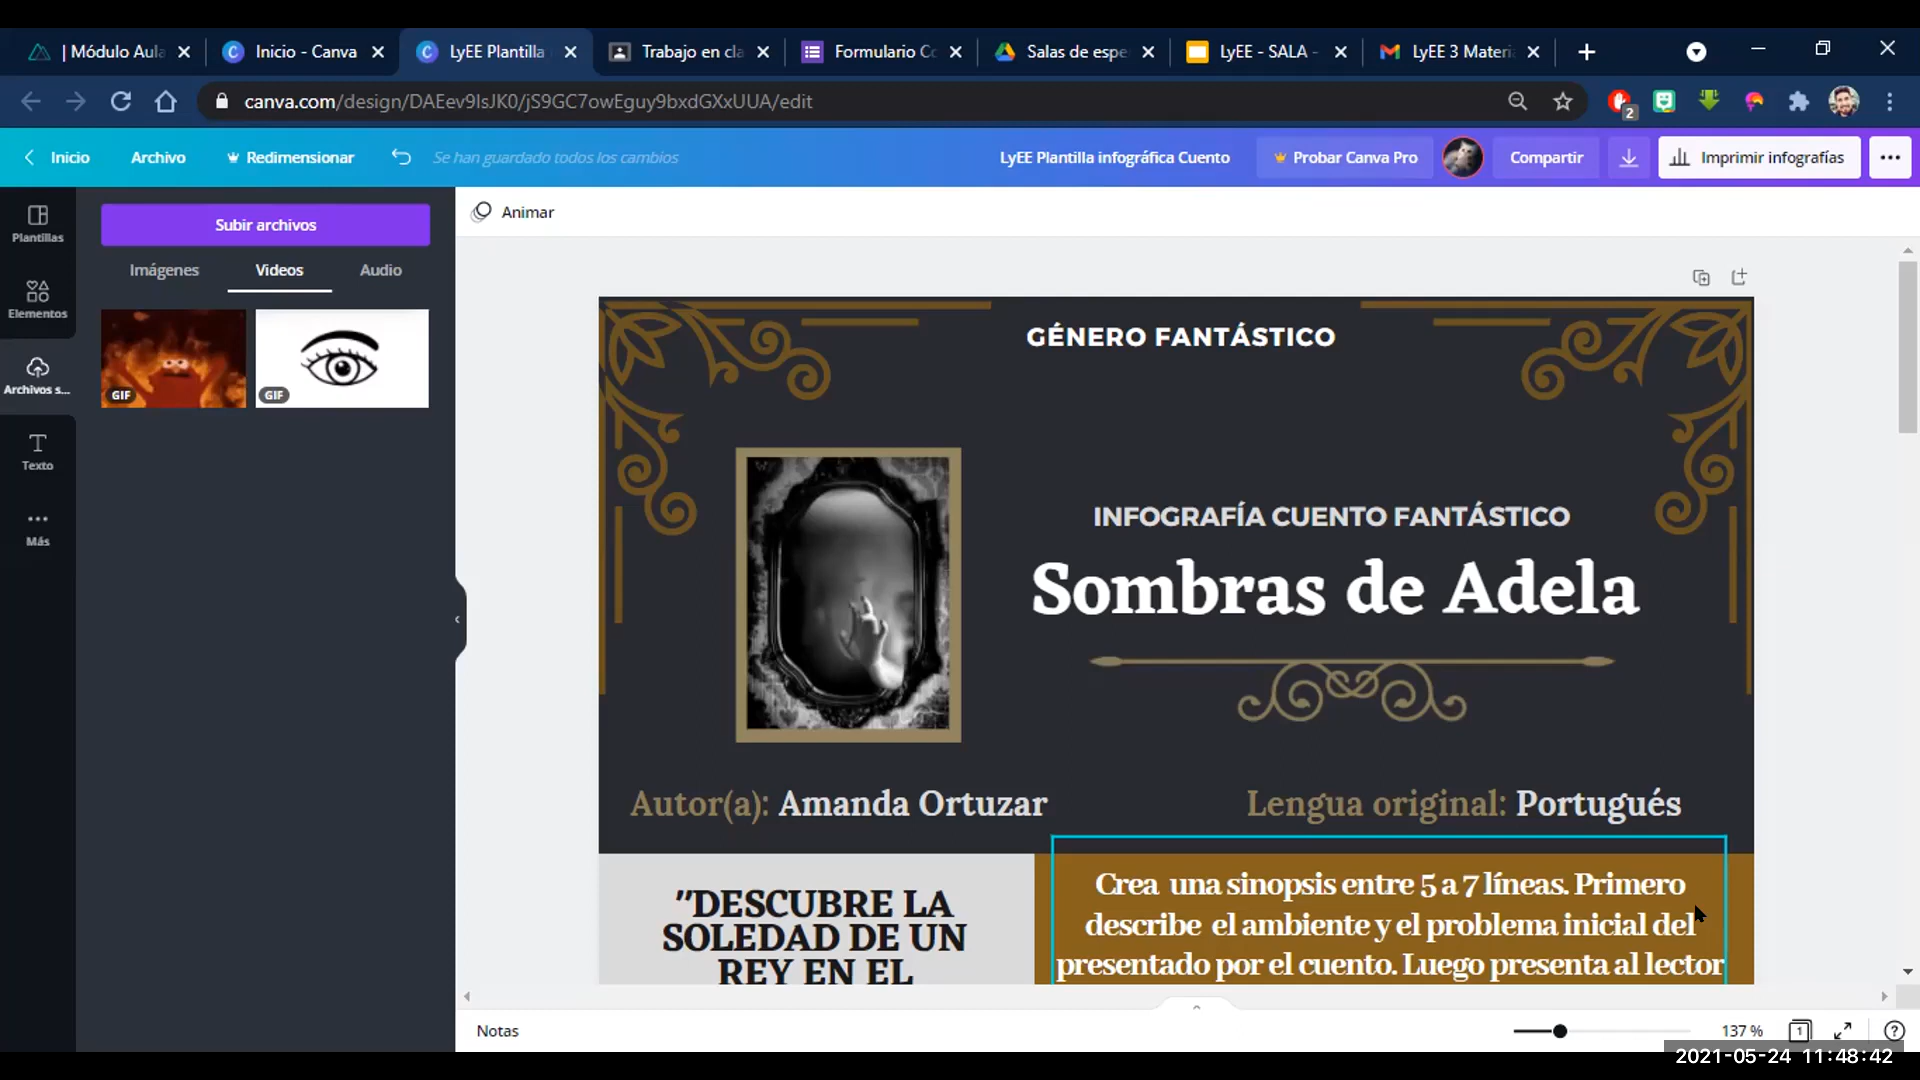 | Módulo Aula
Inicio - Canva
LyEE Plantilla
Trabajo en cla
Formulario Co
Salas de espe
LyEE - SALA -
LyEE 3 Materi
canva.com/design/DAEev9IsJK0/jS9GC7owEguy9bxdGXxUUA/edit
2
Inicio
Archivo
Redimensionar
Se han guardado todos los cambios
LyEE Plantilla infográfica Cuento
Probar Canva Pro
Compartir
Imprimir infografías
Plantillas
Elementos
Archivos s...
Texto
Más
Subir archivos
Imágenes
Videos
Audio
GIF
GIF
Animar
GÉNERO FANTÁSTICO
INFOGRAFÍA CUENTO FANTÁSTICO
Sombras de Adela
Autor(a): Amanda Ortuzar
Lengua original: Portugués
"DESCUBRE LA
SOLEDAD DE UN
REY EN EL
Crea una sinopsis entre 5 a 7 líneas. Primero
describe el ambiente y el problema inicial del
presentado por el cuento. Luego presenta al lector
Notas
137 %
1
2021-05-24 11:48:42